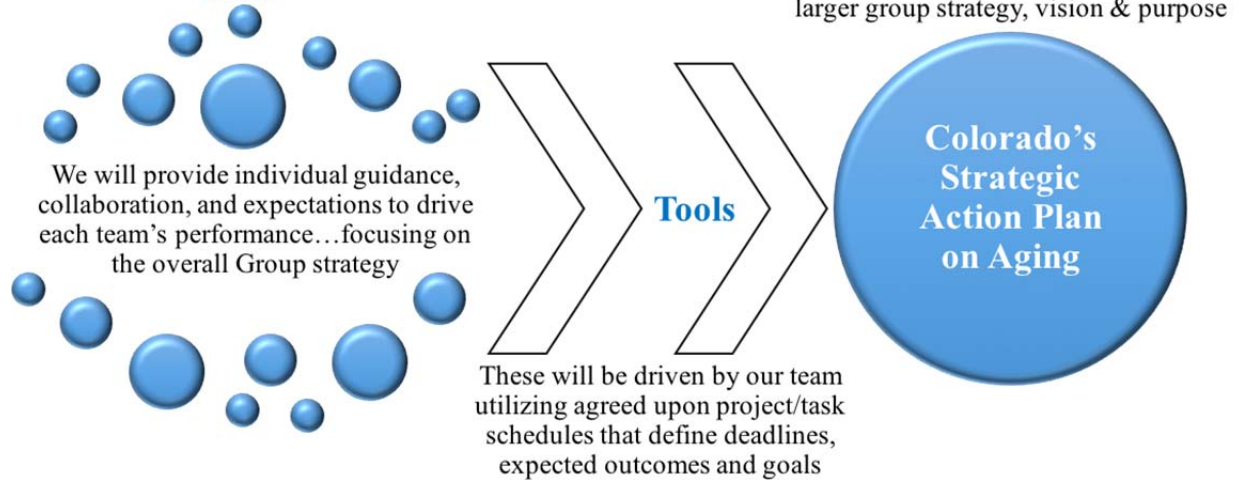 larger group strategy, vision & purpose
We will provide individual guidance,
collaboration, and expectations to drive
each team's performance…focusing on
the overall Group strategy
Tools
These will be driven by our team
utilizing agreed upon project/task
schedules that define deadlines,
expected outcomes and goals
Colorado's
Strategic
Action Plan
on Aging